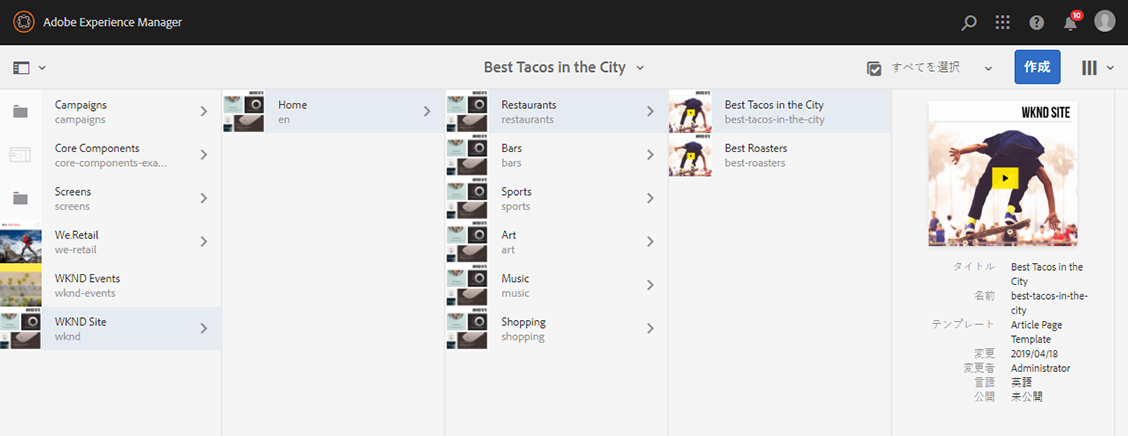 Adobe Experience Manager
10
Best Tacos in the City
すべてを選択
作成
Campaigns
campaigns
Core Components
core-components-exa...
Screens
screens
We.Retail
we-retail
WKND Events
wknd-events
WKND Site
wknd
Home
en
Restaurants
restaurants
Bars
bars
Sports
sports
Art
art
Music
music
Shopping
shopping
Best Tacos in the City
best-tacos-in-the-city
Best Roasters
best-roasters
WKND SITE
タイトル Best Tacos in the
City
名前 best-tacos-in-the-
city
テンプレート Article Page
Template
変更 2019/04/18
変更者 Administrator
言語 英語
公開 未公開